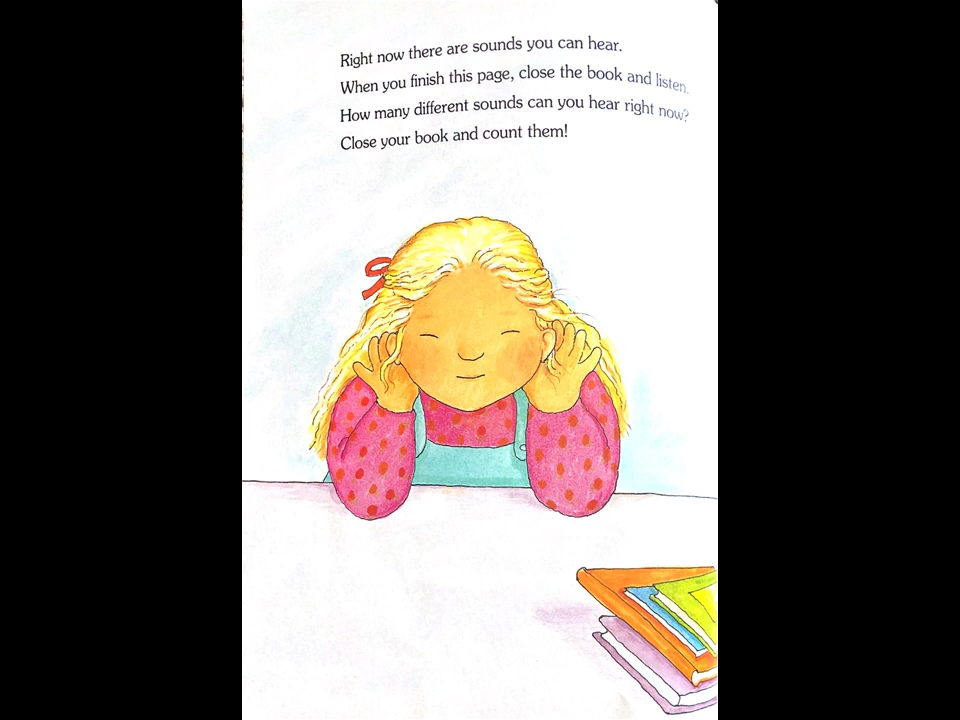 Right now there are sounds you can hear.
When you finish this page, close the book and listen.
How many different sounds can you hear right now?
Close your book and count them!